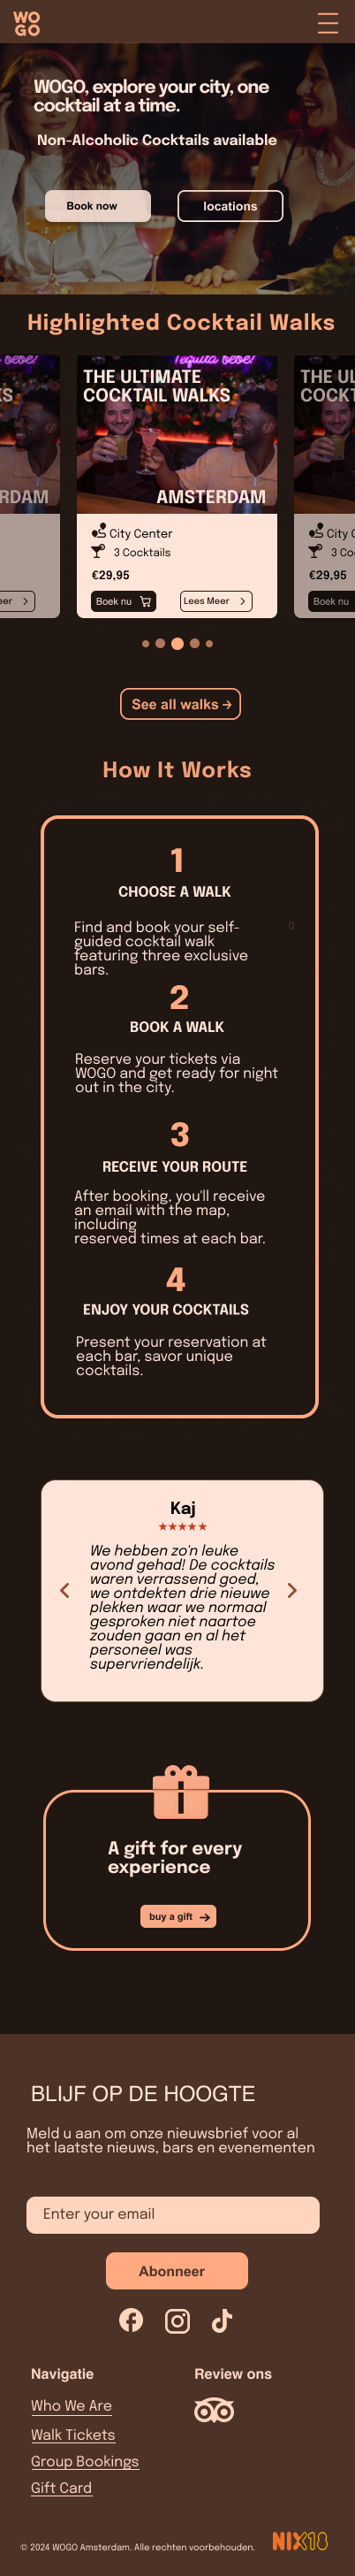 WO
GO
WOGO, explore your city, one
cocktail at a time.
Non-Alcoholic Cocktails available
Book now
locations
Highlighted Cocktail Walks
Tequila bebe!
THE ULTIMATE
COCKTAIL WALKS
AMSTERDAM
City Center
3 Cocktails
€29,95
Boek nu
Lees Meer
€29,95
Boek nu
See all walks →
How It Works
1
CHOOSE A WALK
Find and book your self-
guided cocktail walk
featuring three exclusive
bars.
2
BOOK A WALK
Reserve your tickets via
WOGO and get ready for night
out in the city.
3
RECEIVE YOUR ROUTE
After booking, you'll receive
an email with the map,
including
reserved times at each bar.
4
ENJOY YOUR COCKTAILS
Present your reservation at
each bar, savor unique
cocktails.
Kaj
★★★★★
We hebben zo'n leuke
avond gehad! De cocktails
waren verrassend goed,
we ontdekten drie nieuwe
plekken waar we normaal
gesproken niet naartoe
zouden gaan en al het
personeel was
supervriendelijk.
A gift for every
experience
buy a gift →
BLIJF OP DE HOOGTE
Meld u aan om onze nieuwsbrief voor al
het laatste nieuws, bars en evenementen
Enter your email
Abonneer
Navigatie
Review ons
Who We Are
Walk Tickets
Group Bookings
Gift Card
© 2024 WOGO Amsterdam. Alle rechten voorbehouden.
NIX18